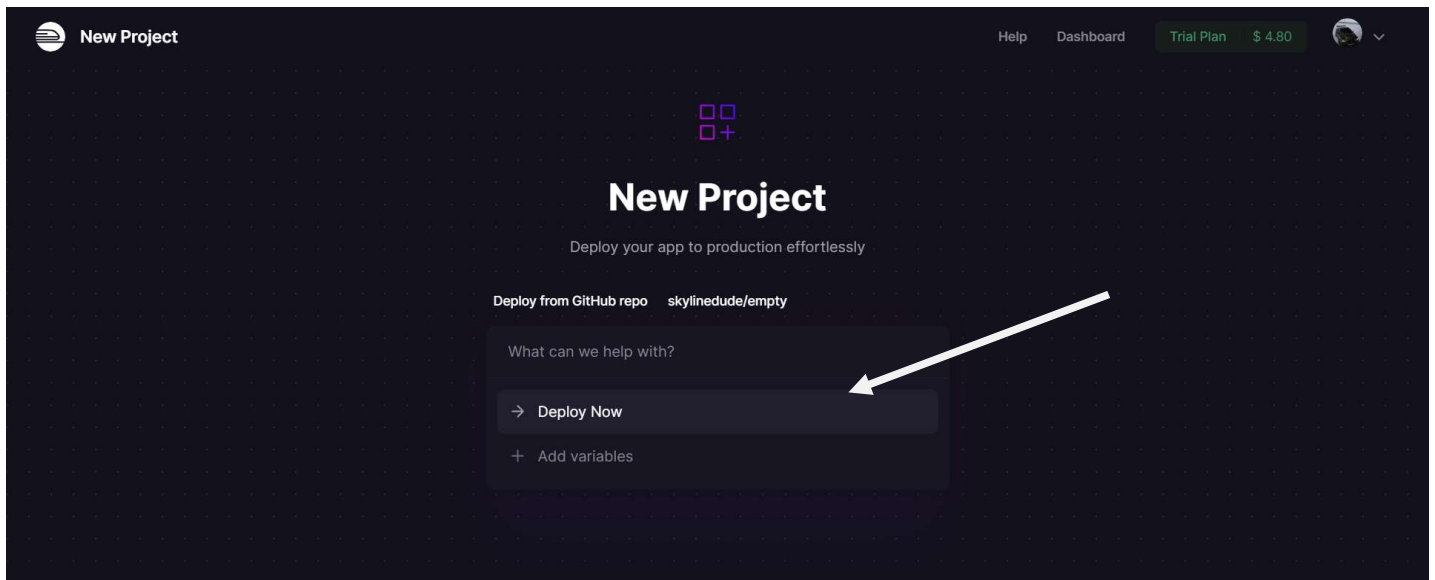 New Project
Help Dashboard Trial Plan $ 4.80
New Project
Deploy your app to production effortlessly
Deploy from GitHub repo skylinedude/empty
What can we help with?
Deploy Now
Add variables